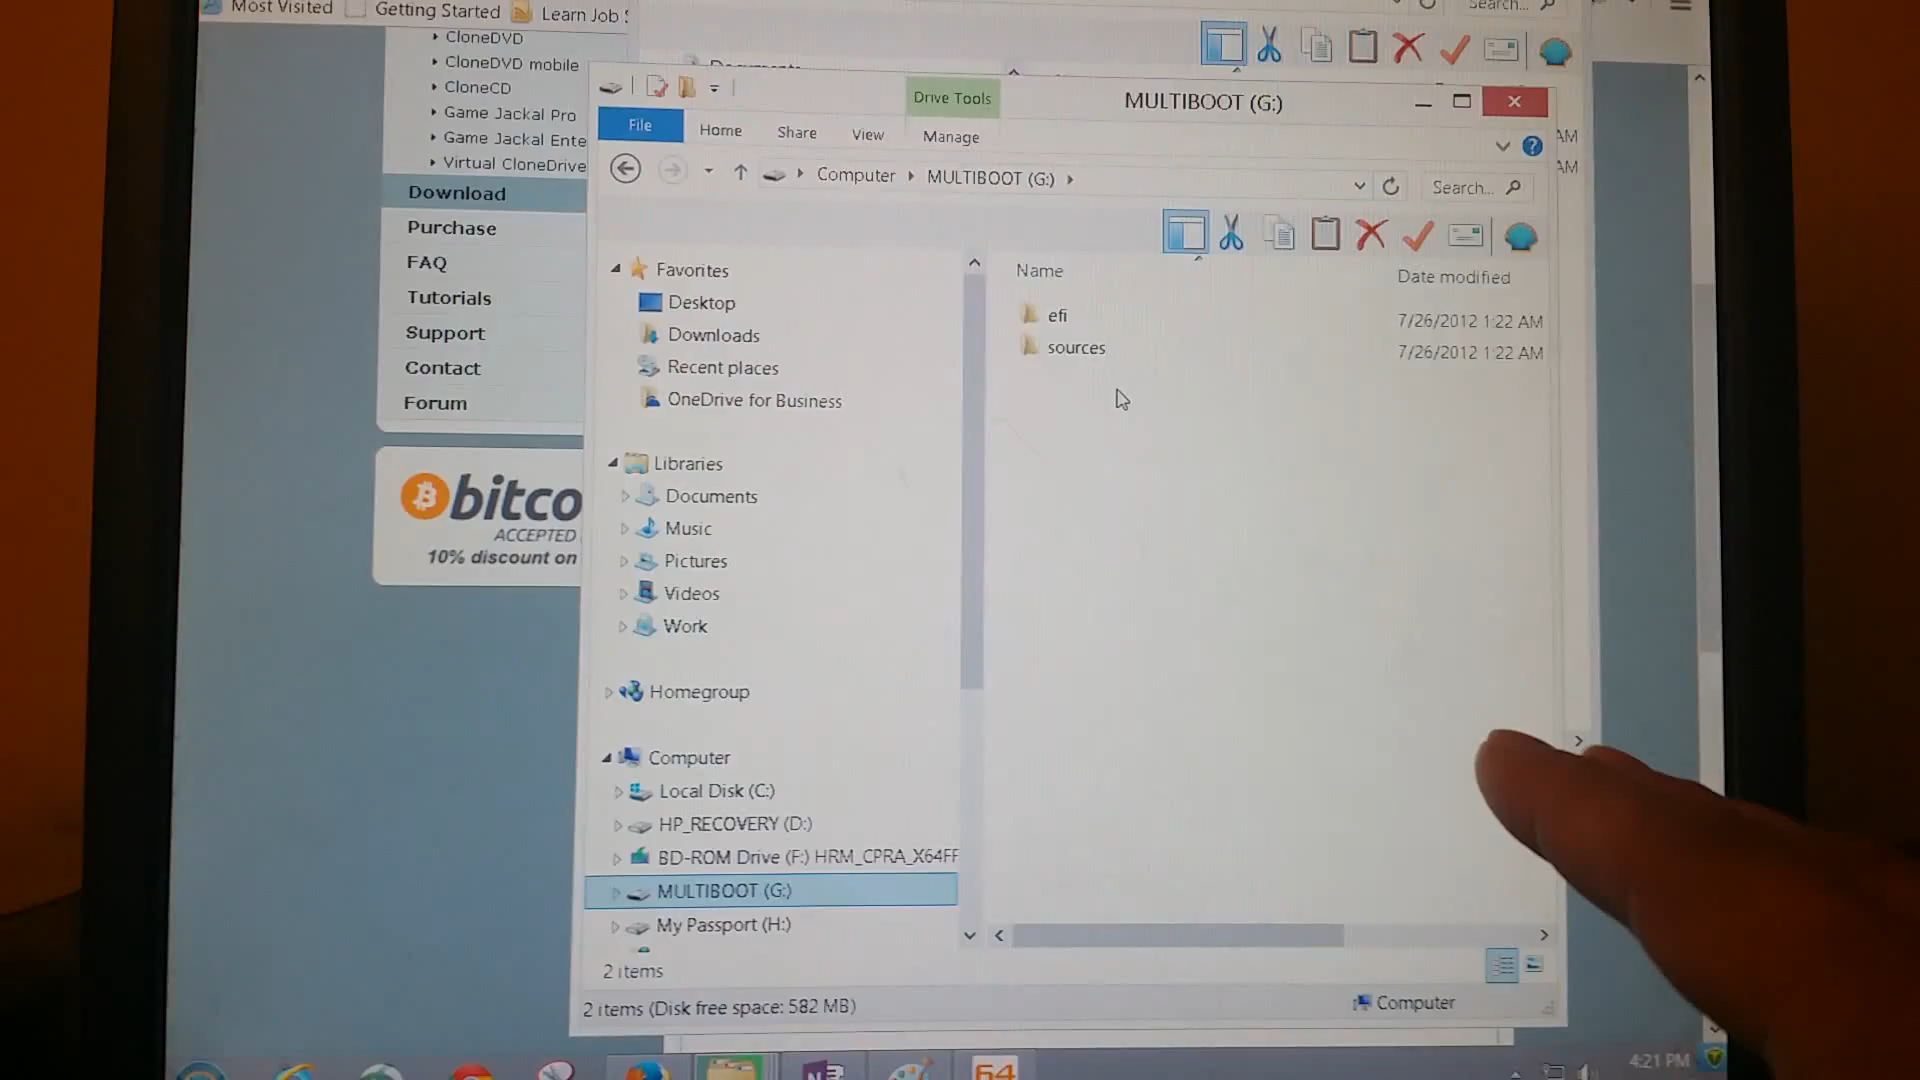 Most Visited
Getting Started
Learn Job
Search...
CloneDVD
CloneDVD mobile
CloneCD
Game Jackal Pro
Game Jackal Ente
Virtual CloneDrive
Download
Purchase
FAQ
Tutorials
Support
Contact
Forum
bitco
ACCEPTED
10% discount on
Documents
AM
AM
Drive Tools
MULTIBOOT (G:)
File
Home
Share
View
Manage
Computer
MULTIBOOT (G:)
Search...
Favorites
Desktop
Downloads
Recent places
OneDrive for Business
Libraries
Documents
Music
Pictures
Videos
Work
Homegroup
Computer
Local Disk (C:)
HP_RECOVERY (D:)
BD-ROM Drive (F:) HRM_CPRA_X64FF
MULTIBOOT (G:)
My Passport (H:)
Name
Date modified
efi
7/26/2012 1:22 AM
sources
7/26/2012 1:22 AM
2 items
2 items (Disk free space: 582 MB)
Computer
N
64
4:21 PM